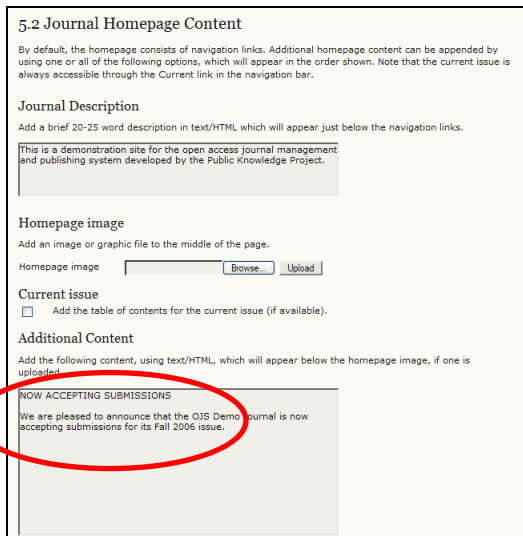 5.2 Journal Homepage Content
By default, the homepage consists of navigation links. Additional homepage content can be appended by
using one or all of the following options, which will appear in the order shown. Note that the current issue is
always accessible through the Current link in the navigation bar.
Journal Description
Add a brief 20-25 word description in text/HTML which will appear just below the navigation links.
This is a demonstration site for the open access journal management
and publishing system developed by the Public Knowledge Project.
Homepage image
Add an image or graphic file to the middle of the page.
Homepage image Browse... Upload
Current issue
Add the table of contents for the current issue (if available).
Additional Content
Add the following content, using text/HTML, which will appear below the homepage image, if one is
uploaded.
NOW ACCEPTING SUBMISSIONS
We are pleased to announce that the OJS Demo Journal is now
accepting submissions for its Fall 2006 issue.